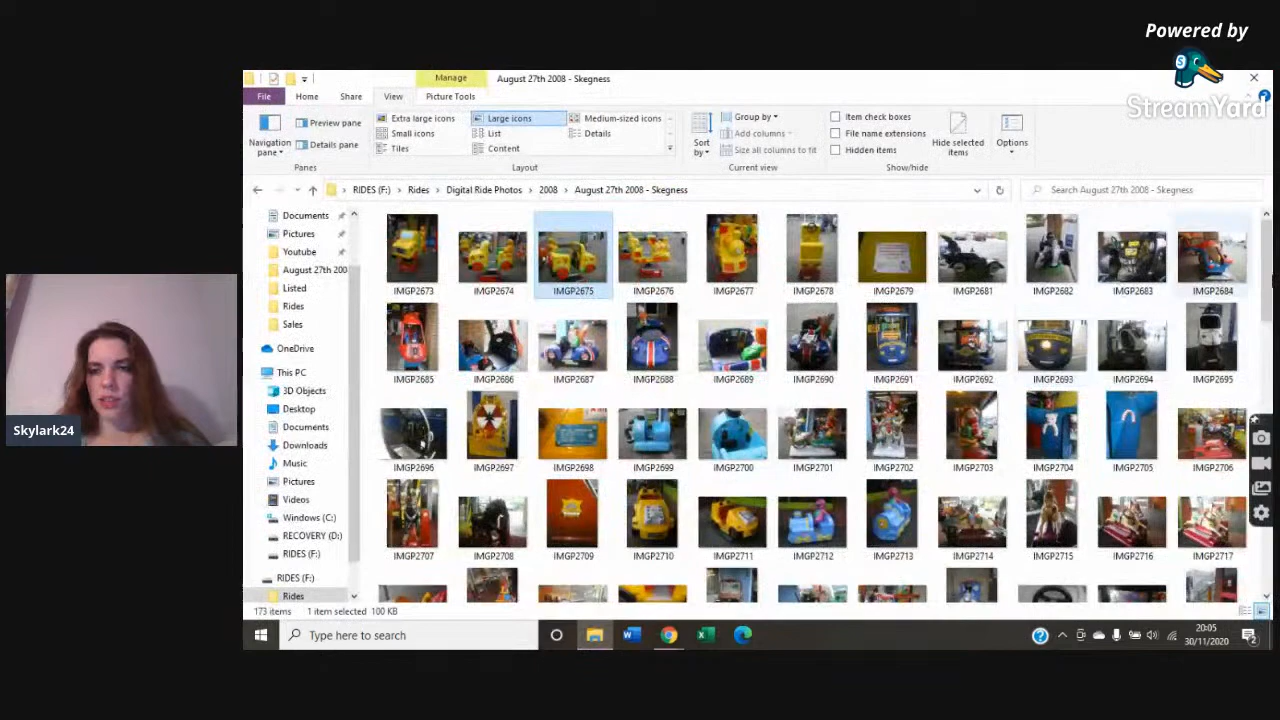 Powered by
StreamYard
Manage
August 27th 2008 - Skegness
File
Home
Share
View
Picture Tools
Navigation pane
Preview pane
Details pane
Panes
Extra large icons
Large icons
Medium-sized icons
Small icons
List
Details
Tiles
Content
Layout
Sort by
Group by
Add columns
Size all columns to fit
Current view
Item check boxes
File name extensions
Hidden items
Hide selected items
Options
Show/hide
RIDES (F:) > Rides > Digital Ride Photos > 2008 > August 27th 2008 - Skegness
Search August 27th 2008 - Skegness
Documents
Pictures
Youtube
August 27th 200
Listed
Rides
Sales
OneDrive
This PC
3D Objects
Desktop
Documents
Downloads
Music
Pictures
Videos
Windows (C:)
RECOVERY (D:)
RIDES (F:)
RIDES (F:)
Rides
IMGP2673 IMGP2674 IMGP2675 IMGP2676 IMGP2677 IMGP2678 IMGP2679 IMGP2681 IMGP2682 IMGP2683 IMGP2684
IMGP2685 IMGP2686 IMGP2687 IMGP2688 IMGP2689 IMGP2690 IMGP2691 IMGP2692 IMGP2693 IMGP2694 IMGP2695
IMGP2696 IMGP2697 IMGP2698 IMGP2699 IMGP2700 IMGP2701 IMGP2702 IMGP2703 IMGP2704 IMGP2705 IMGP2706
IMGP2707 IMGP2708 IMGP2709 IMGP2710 IMGP2711 IMGP2712 IMGP2713 IMGP2714 IMGP2715 IMGP2716 IMGP2717
173 items
1 item selected 100 KB
Skylark24
Type here to search
20:05
30/11/2020